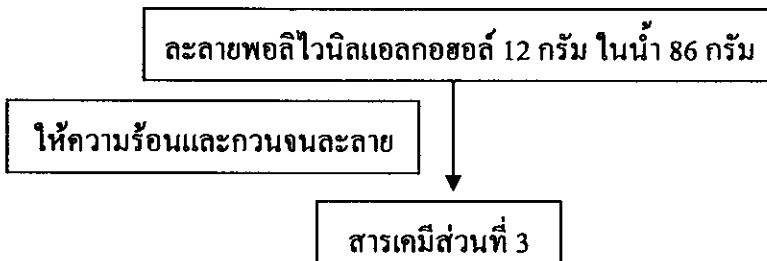 ละลายพอลิไวนิลแอลกอฮอล์ 12 กรัม ในน้ำ 86 กรัม
ให้ความร้อนและกวนจนละลาย
สารเคมีส่วนที่ 3